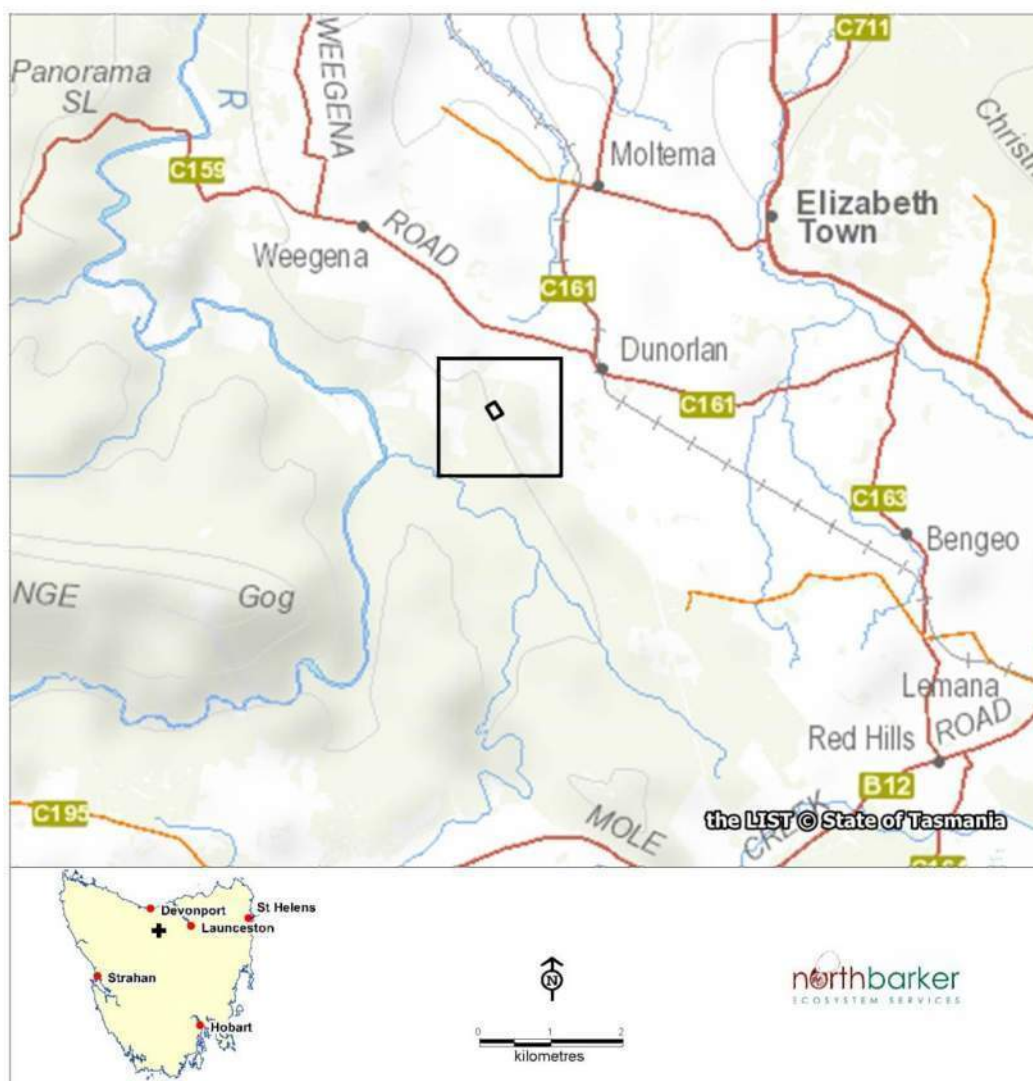 C711
Panorama
SL
R
WEEGENA
Moltema
C159
Elizabeth
Town
Weegena
ROAD
C161
Dunorlan
C161
C163
Bengeo
NGE
Gog
Lemana
Red Hills
ROAD
B12
C195
MOLE
CREEK
the LIST © State of Tasmania
Devonport
St Helens
Launceston
Strahan
Hobart
N
0 1 2
kilometres
northbarker
ECOSYSTEM SERVICES